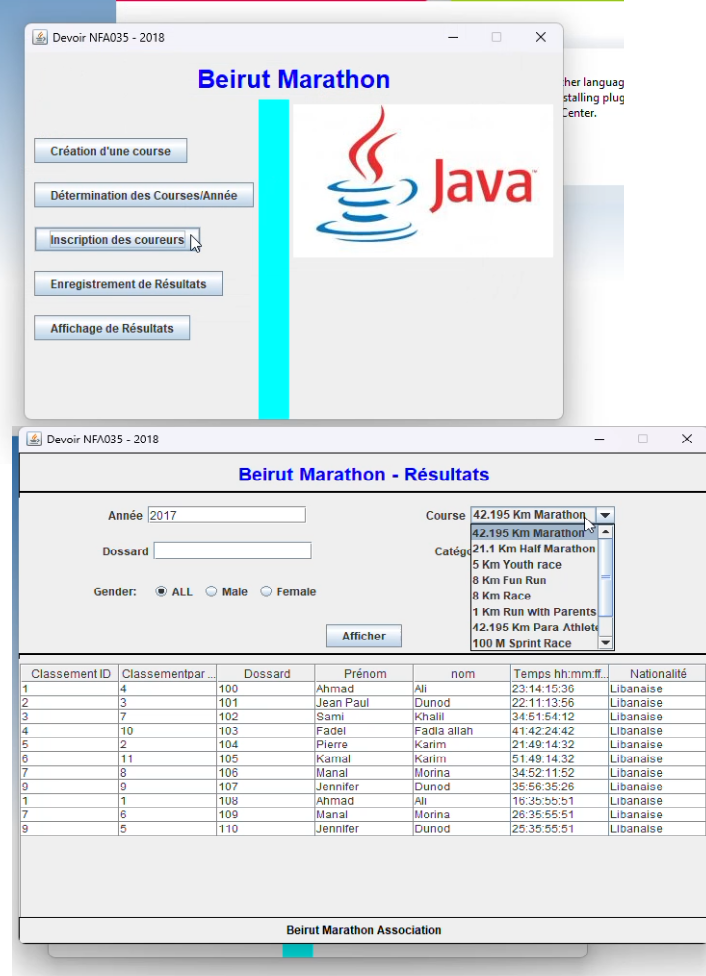 Devoir NFA035 - 2018
Beirut Marathon
her languag
stalling plug
Center.
Création d'une course
Détermination des Courses/Année
Inscription des coureurs
Enregistrement de Résultats
Affichage de Résultats
Java
Devoir NFA035 - 2018
Beirut Marathon - Résultats
Année 2017 Course 42.195 Km Marathon
42.195 Km Marathon
Dossard Catégo 21.1 Km Half Marathon
5 Km Youth race
8 Km Fun Run
Gender: ALL Male Female 8 Km Race
1 Km Run with Parents
42.195 Km Para Athlete
Afficher 100 M Sprint Race
Classement ID Classementpar ... Dossard Prénom nom Temps hh:mm:ff... Nationalité
1 4 100 Ahmad Ali 23:14:15:36 Libanaise
2 3 101 Jean Paul Dunod 22:11:13:56 Libanaise
3 7 102 Sami Khalil 34:51:54:12 Libanaise
4 10 103 Fadel Fadla allah 41:42:24:42 Libanaise
5 2 104 Pierre Karim 21:49:14:32 Libanaise
6 11 105 Kamal Karim 51:49:14:32 Libanaise
7 8 106 Manal Morina 34:52:11:52 Libanaise
9 9 107 Jennifer Dunod 35:56:35:26 Libanaise
1 1 108 Ahmad Ali 16:35:55:51 Libanaise
7 6 109 Manal Morina 26:35:55:51 Libanaise
9 5 110 Jennifer Dunod 25:35:55:51 Libanaise
Beirut Marathon Association